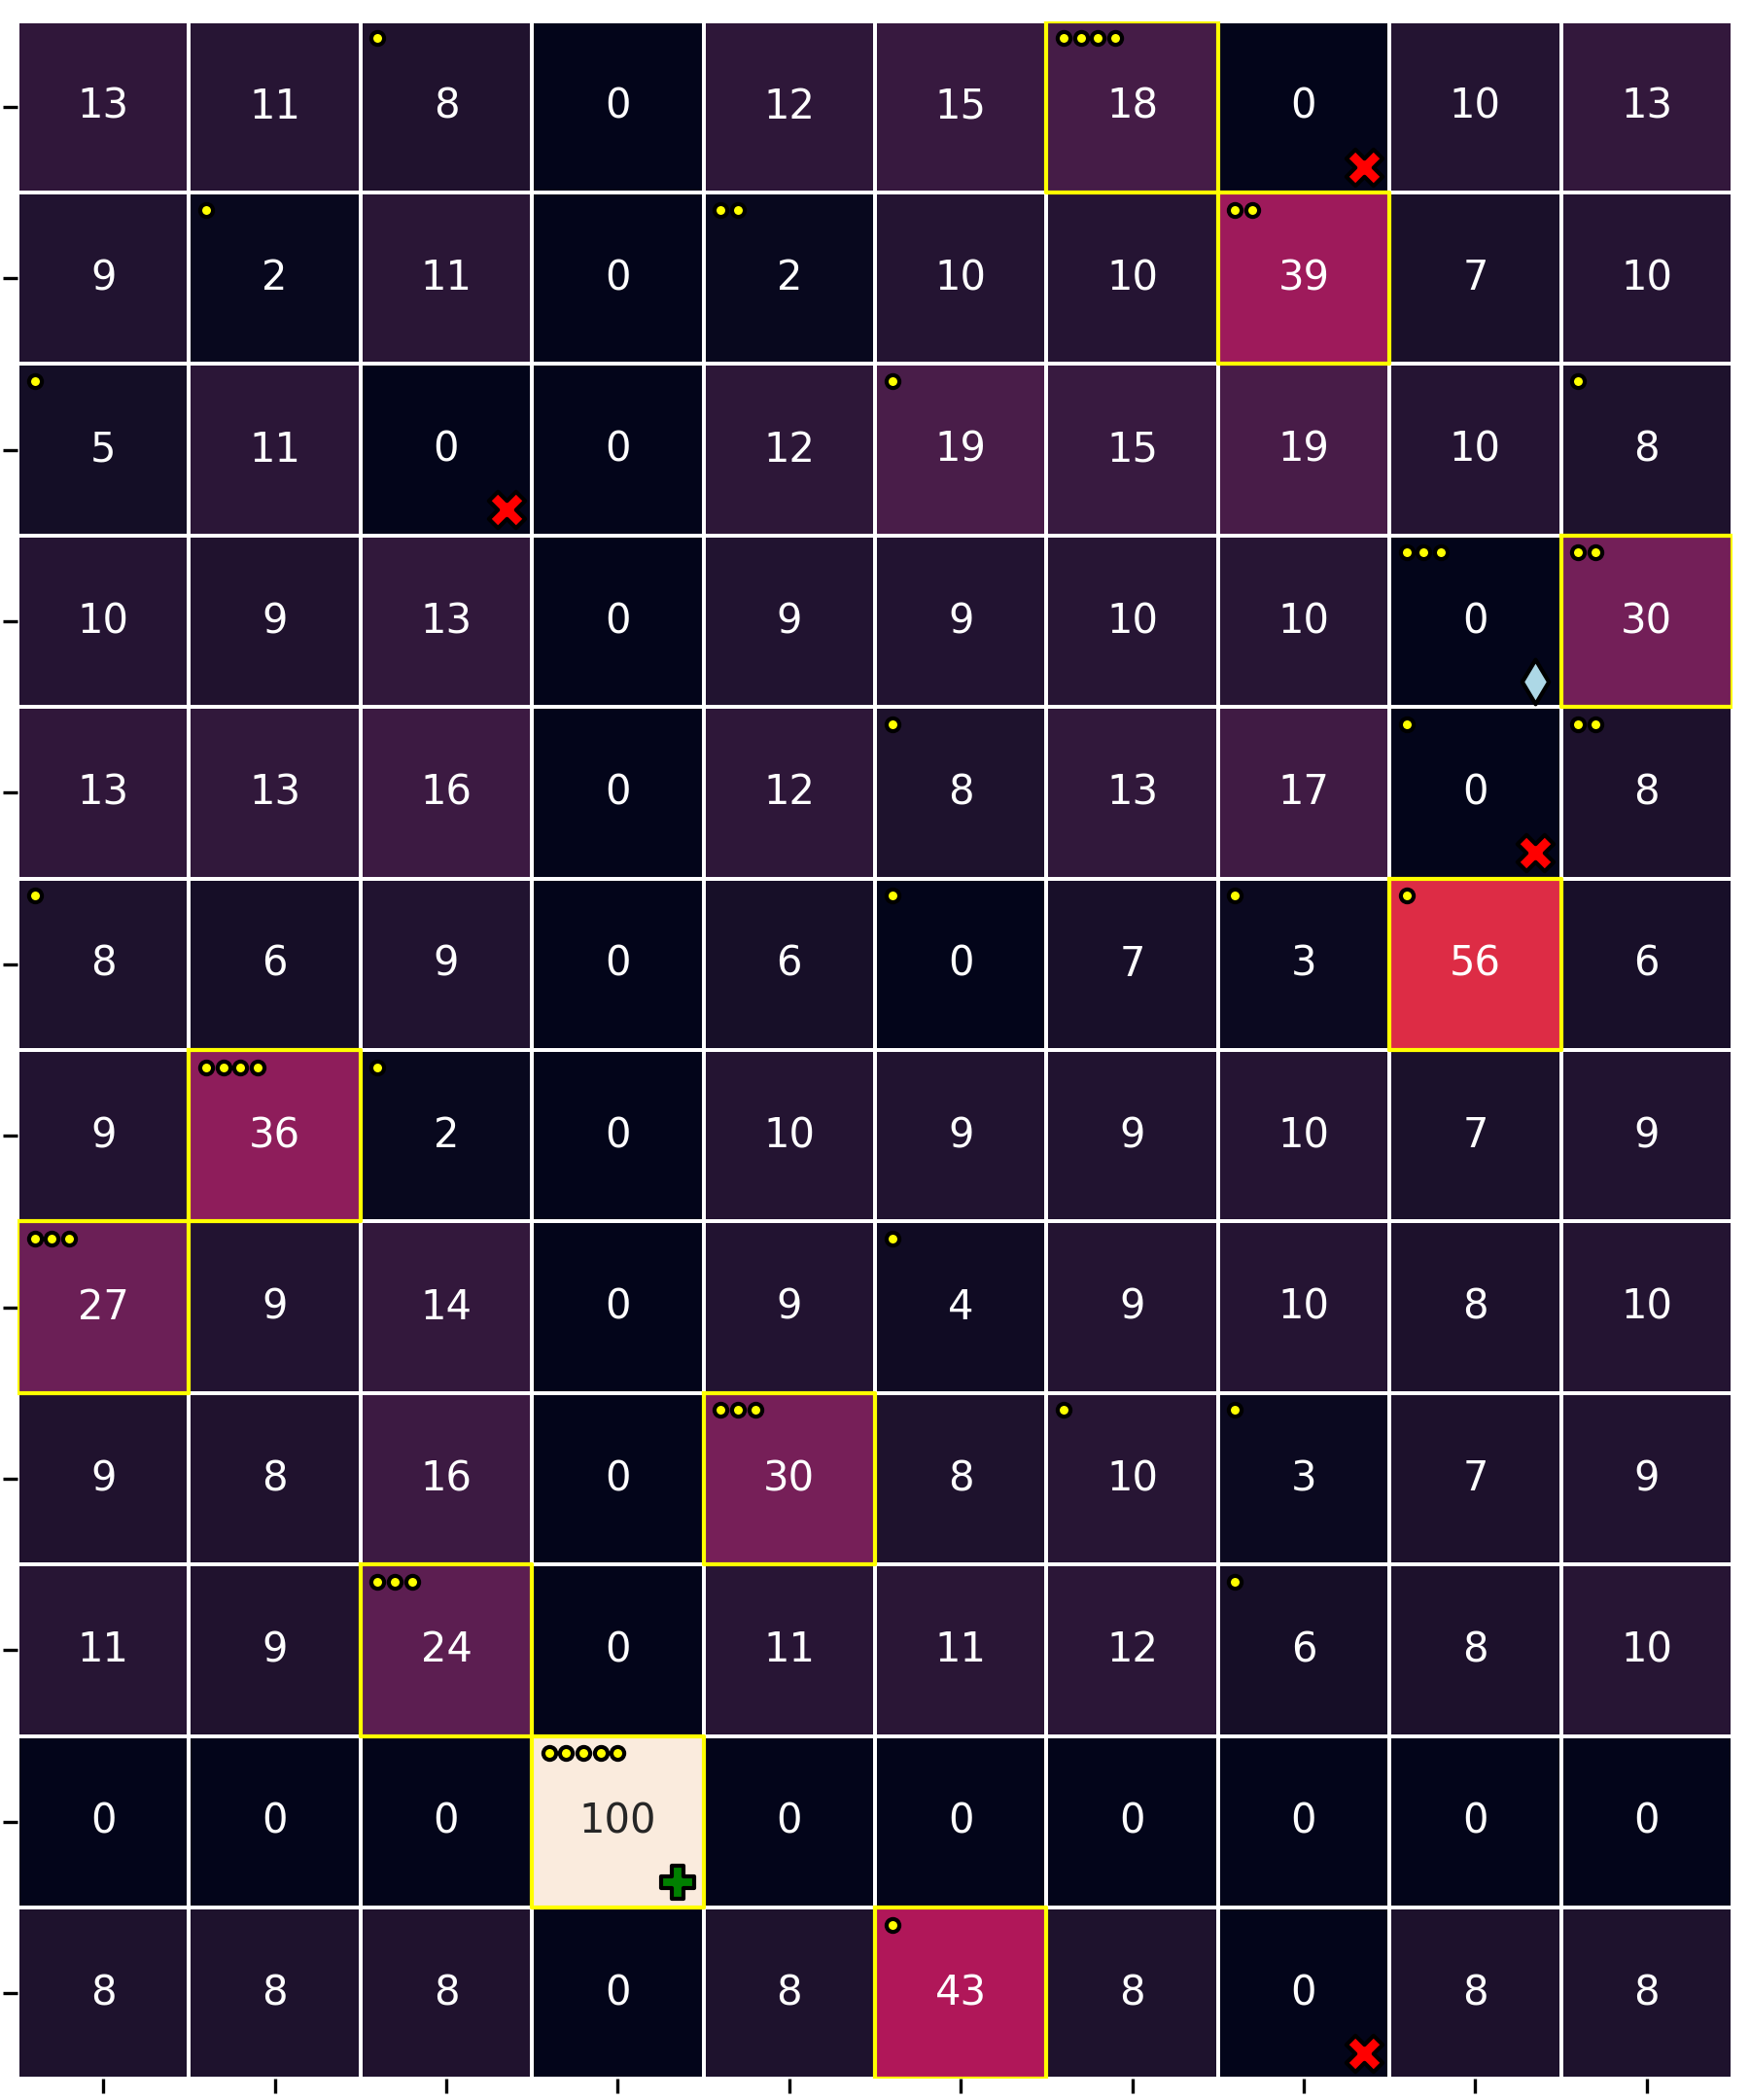 13 11 8 0 12 15 18 0 10 13
9 2 11 0 2 10 10 39 7 10
5 11 0 0 12 19 15 19 10 8
10 9 13 0 9 9 10 10 0 30
13 13 16 0 12 8 13 17 0 8
8 6 9 0 6 0 7 3 56 6
9 36 2 0 10 9 9 10 7 9
27 9 14 0 9 4 9 10 8 10
9 8 16 0 30 8 10 3 7 9
11 9 24 0 11 11 12 6 8 10
0 0 0 100 0 0 0 0 0 0
8 8 8 0 8 43 8 0 8 8